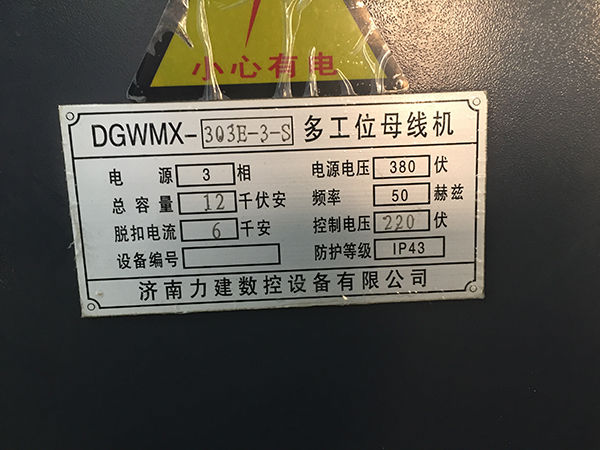 小心有电
DGWMX-303E-3-S 多工位母线机
电 源 3 相 电源电压 380 伏
总容量 12 千伏安 频率 50 赫兹
脱扣电流 6 千安 控制电压 220 伏
设备编号 防护等级 IP43
济南力建数控设备有限公司